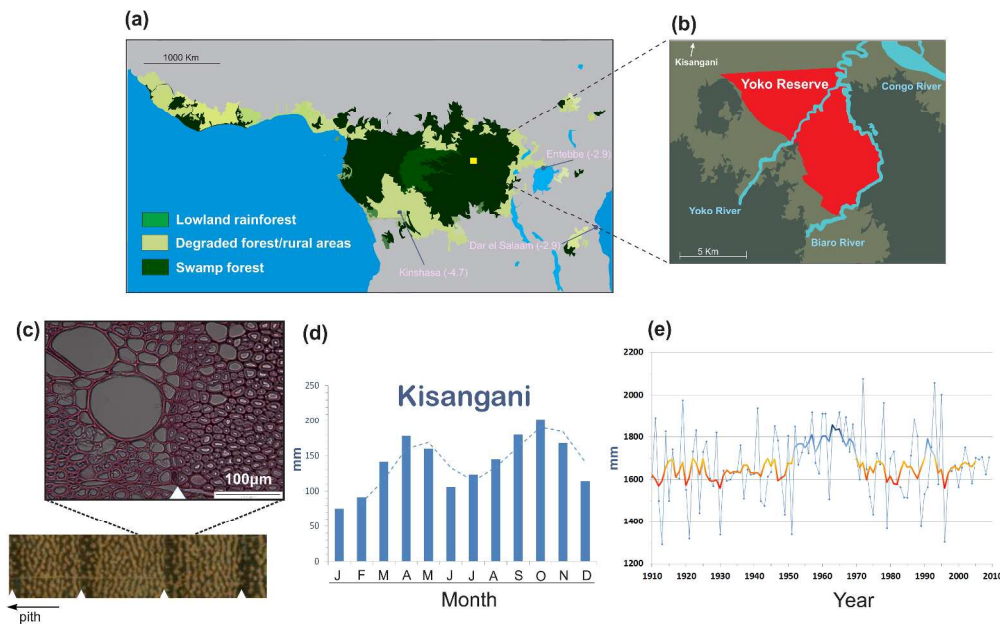 (a)
1000 Km
Entebbe (-2.9)
Lowland rainforest
Degraded forest/rural areas
Swamp forest
Dar el Salaam (-2.9)
Kinshasa (-4.7)
(b)
Kisangani
Yoko Reserve
Congo River
Yoko River
Biaro River
5 Km
(c)
100µm
pith
(d)
Kisangani
mm
250
200
150
100
50
0
J F M A M J J A S O N D
Month
(e)
mm
2200
2000
1800
1600
1400
1200
1910 1920 1930 1940 1950 1960 1970 1980 1990 2000 2010
Year